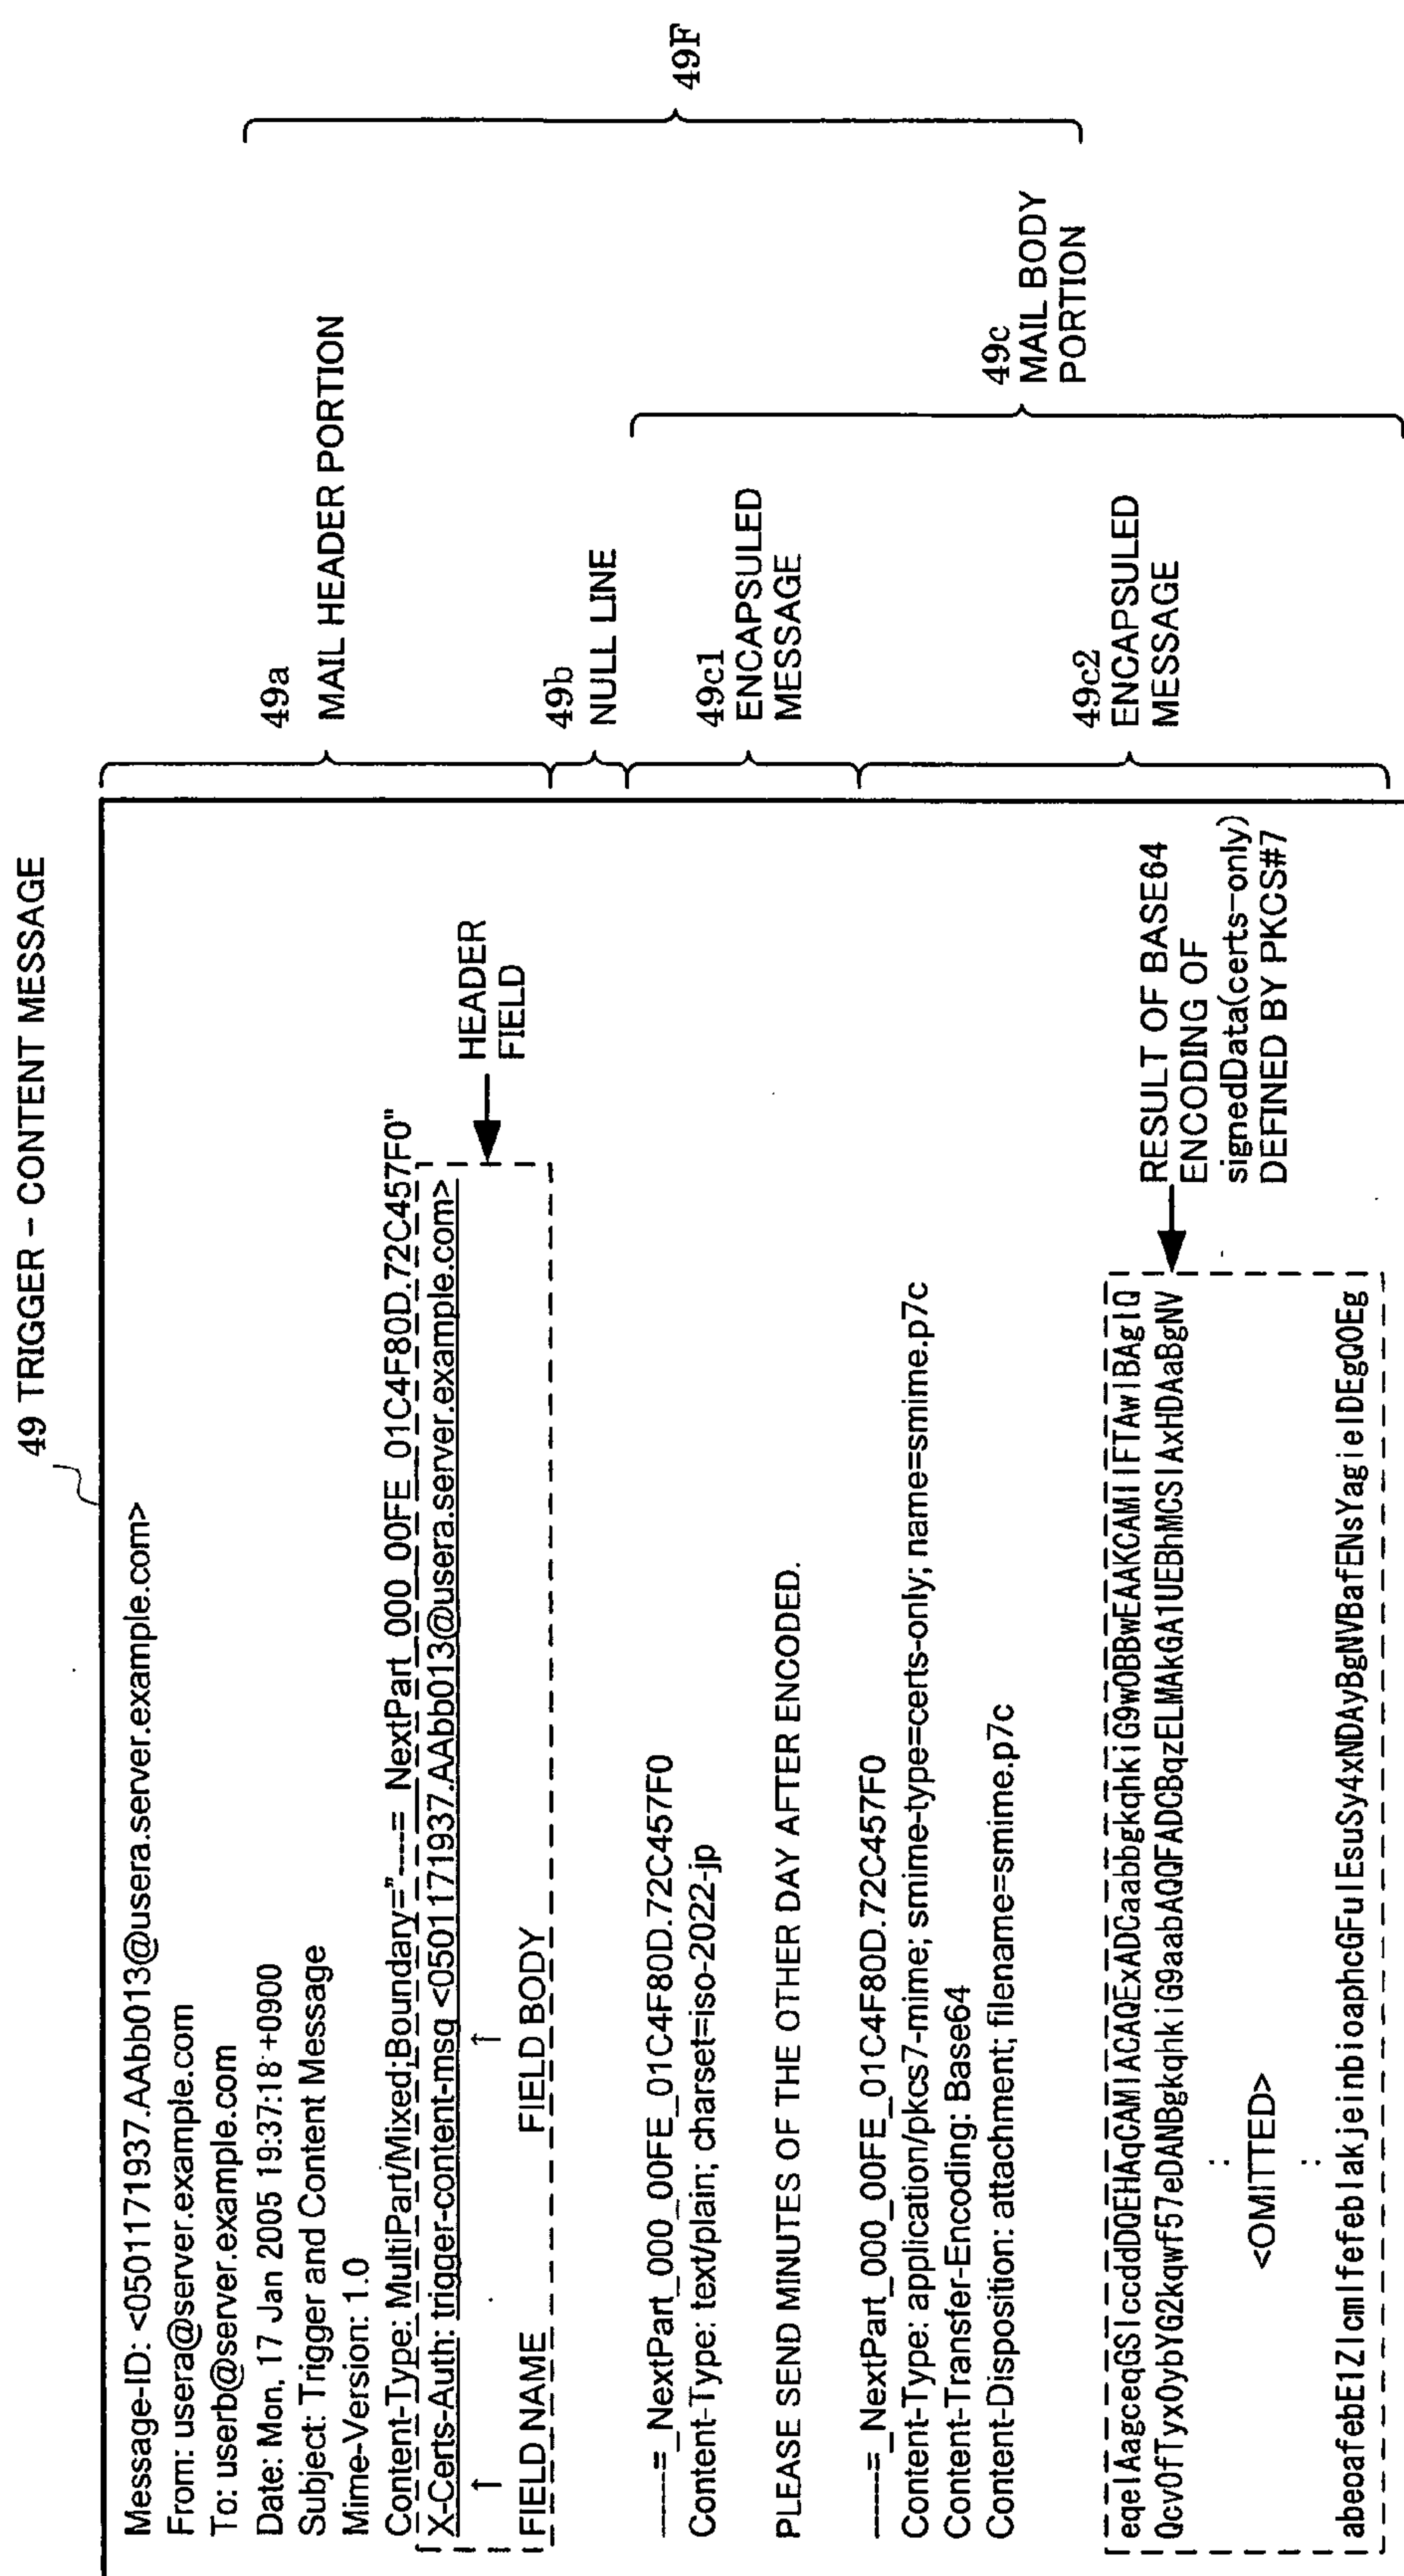 49 TRIGGER – CONTENT MESSAGE
Message-ID: <0501171937.AAbb013@usera.server.example.com>
From: usera@server.example.com
To: userb@server.example.com
Date: Mon, 17 Jan 2005 19:37:18 +0900
Subject: Trigger and Content Message
Mime-Version: 1.0
Content-Type: MultiPart/Mixed;Boundary="----=_NextPart_000_00FE_01C4F80D.72C457F0"
X-Certs-Auth: trigger-content-msg <0501171937.AAbb013@usera.server.example.com>
↑ ↑
FIELD NAME FIELD BODY
HEADER
FIELD
----=_NextPart_000_00FE_01C4F80D.72C457F0
Content-Type: text/plain; charset=iso-2022-jp
PLEASE SEND MINUTES OF THE OTHER DAY AFTER ENCODED.
----=_NextPart_000_00FE_01C4F80D.72C457F0
Content-Type: application/pkcs7-mime; smime-type=certs-only; name=smime.p7c
Content-Transfer-Encoding: Base64
Content-Disposition: attachment; filename=smime.p7c
eqeIAagceqGSIccddDQEHAqCAMIACAQExADCaabbgkqhkiG9w0BBwEAAKCAMIIFTAwIBAgIQ
Qcv0fTyxOybYG2kqwf57eDANBgkqhkiG9aabAQQFADCBqzELMAkGA1UEBhMCSIAxHDAaBgNV
:
<OMITTED>
:
abeoafebE1ZIcmIfefebIakjeinbioaphcGFuIEsuSy4xNDAyBgNVBafENsYagieIDEgQ0Eg
RESULT OF BASE64
ENCODING OF
signedData(certs-only)
DEFINED BY PKCS#7
49a
MAIL HEADER PORTION
49b
NULL LINE
49c1
ENCAPSULED
MESSAGE
49c2
ENCAPSULED
MESSAGE
49c
MAIL BODY
PORTION
49F